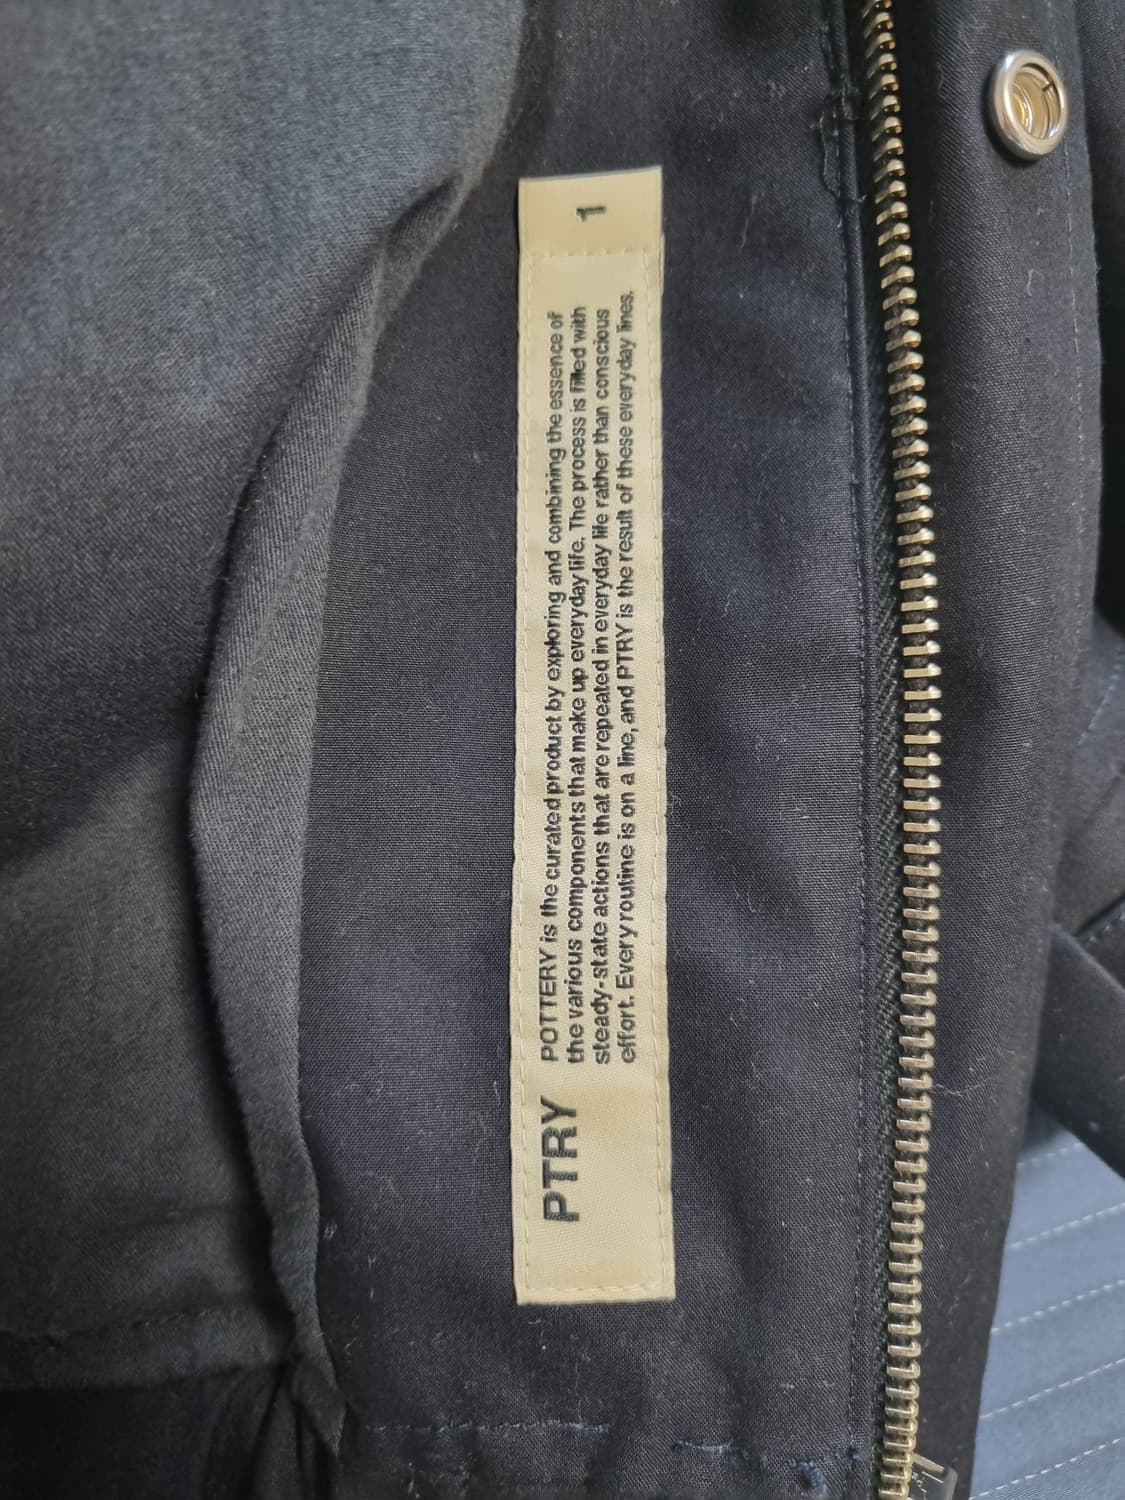 PTRY
POTTERY is the curated product by exploring and combining the essence of
the various components that make up everyday life. The process is filled with
steady-state actions that are repeated in everyday life rather than conscious
effort. Every routine is on a line, and PTRY is the result of these everyday lines.
1